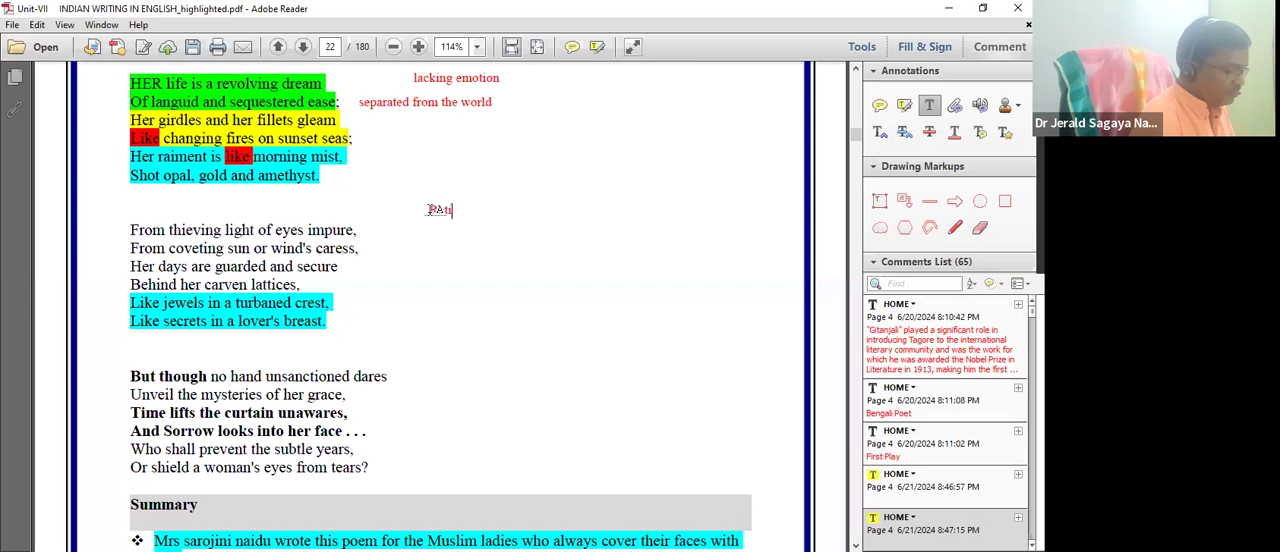 Unit-VII INDIAN WRITING IN ENGLISH_highlighted.pdf - Adobe Reader
File Edit View Window Help
Open 22 / 180 114% Tools Fill & Sign Comment
HER life is a revolving dream
lacking emotion
Of languid and sequestered ease;
separated from the world
Her girdles and her fillets gleam
Like changing fires on sunset seas;
Her raiment is like morning mist,
Shot opal, gold and amethyst.
From thieving light of eyes impure,
From coveting sun or wind's caress,
Her days are guarded and secure
Behind her carven lattices,
Like jewels in a turbaned crest,
Like secrets in a lover's breast.
But though no hand unsanctioned dares
Unveil the mysteries of her grace,
Time lifts the curtain unawares,
And Sorrow looks into her face . . .
Who shall prevent the subtle years,
Or shield a woman's eyes from tears?
Summary
❖ Mrs sarojini naidu wrote this poem for the Muslim ladies who always cover their faces with
Annotations
Drawing Markups
Comments List (65)
Find
HOME
Page 4 6/20/2024 8:10:42 PM
"Gitanjali" played a significant role in
introducing Tagore to the international
literary community and was the work for
which he was awarded the Nobel Prize in
Literature in 1913, making him the first ...
HOME
Page 4 6/20/2024 8:11:08 PM
Bengali Poet
HOME
Page 4 6/20/2024 8:11:02 PM
First Play
HOME
Page 4 6/21/2024 8:46:57 PM
HOME
Page 4 6/21/2024 8:47:15 PM
Dr Jerald Sagaya Na...